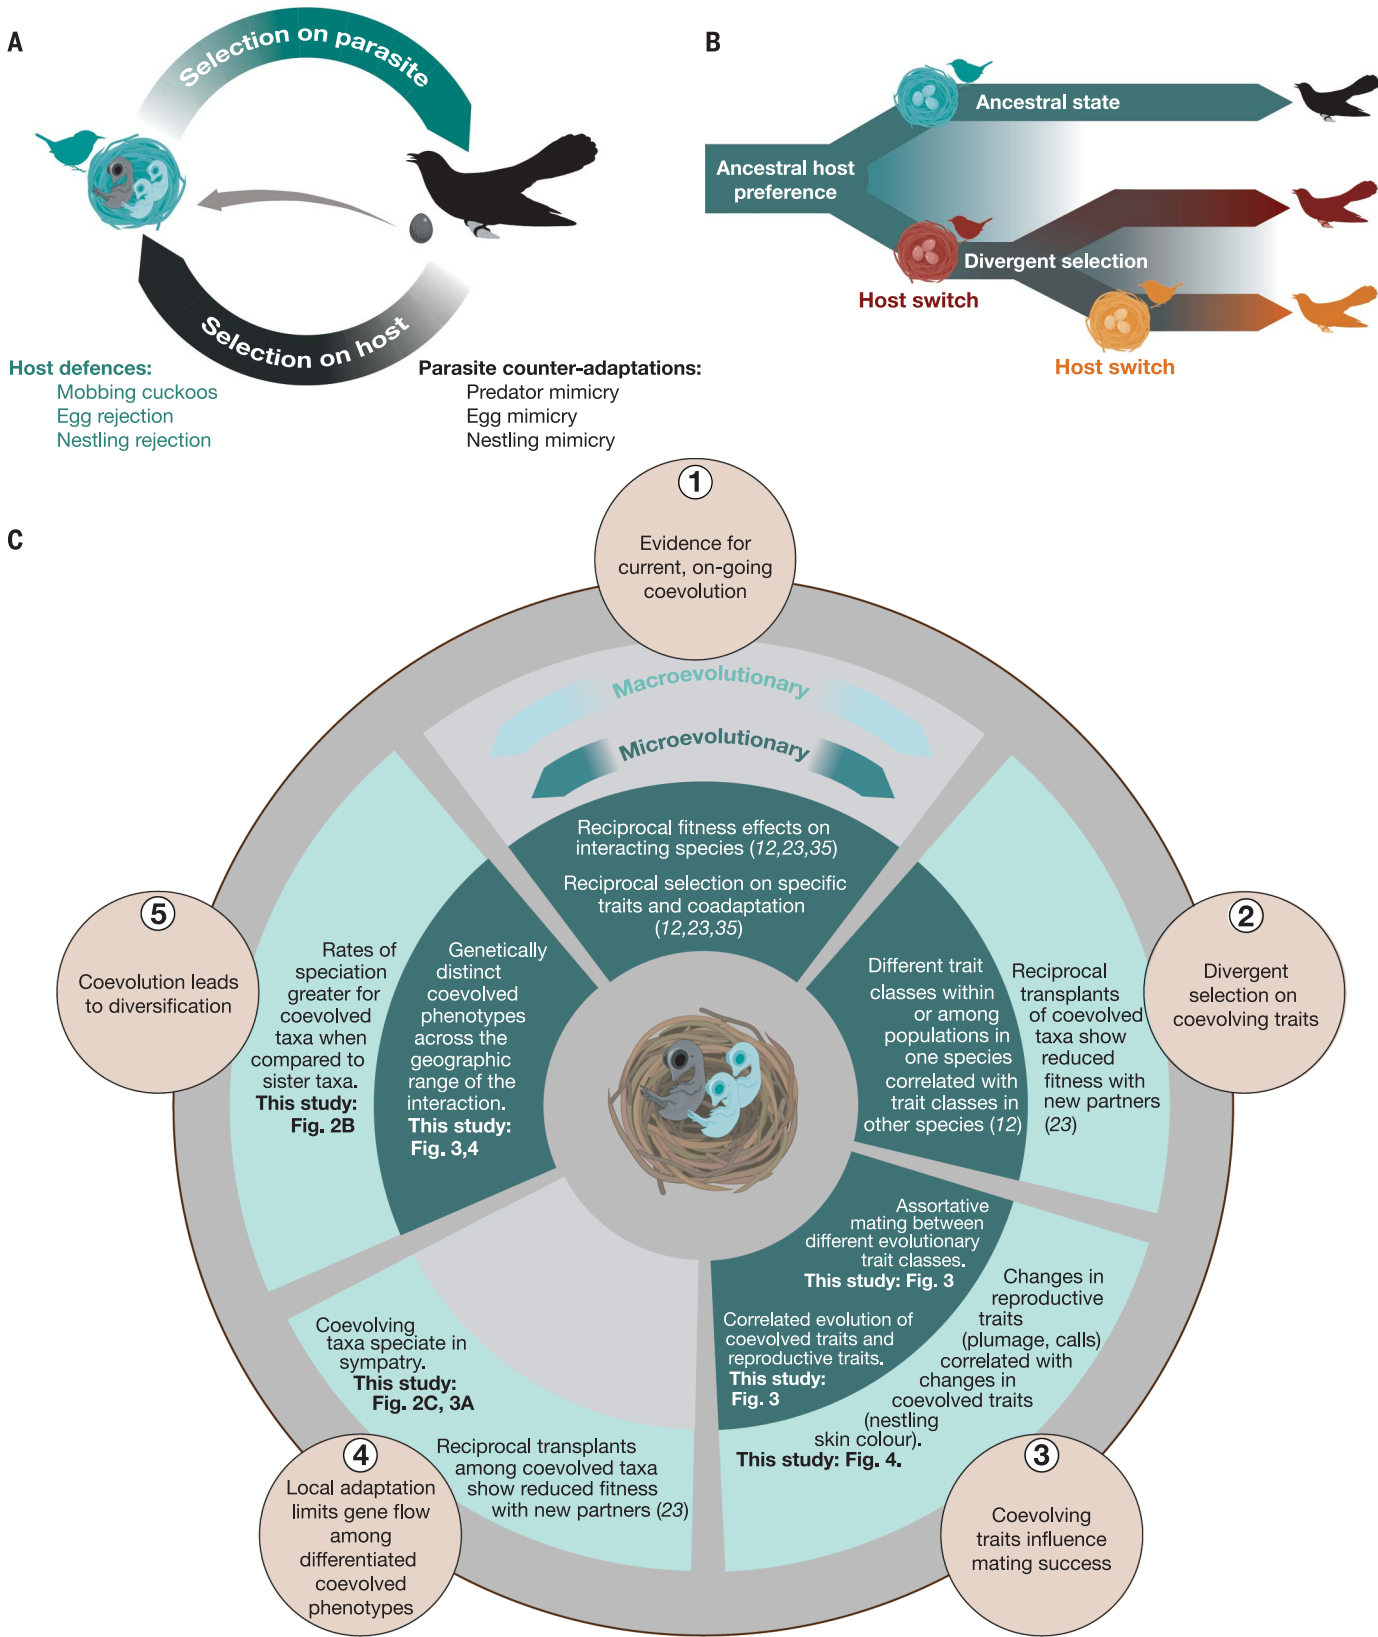 A
Selection on parasite
Selection on host
Host defences:
Mobbing cuckoos
Egg rejection
Nestling rejection
Parasite counter-adaptations:
Predator mimicry
Egg mimicry
Nestling mimicry
B
Ancestral host
preference
Ancestral state
Divergent selection
Host switch
Host switch
C
1
Evidence for
current, on-going
coevolution
Macroevolutionary
Microevolutionary
Reciprocal fitness effects on
interacting species (12,23,35)
Reciprocal selection on specific
traits and coadaptation
(12,23,35)
2
Divergent
selection on
coevolving traits
Different trait
classes within
or among
populations in
one species
correlated with
trait classes in
other species (12)
Reciprocal
transplants
of coevolved
taxa show
reduced
fitness with
new partners
(23)
3
Coevolving
traits influence
mating success
Assortative
mating between
different evolutionary
trait classes.
This study: Fig. 3
Correlated evolution of
coevolved traits and
reproductive traits.
This study:
Fig. 3
Changes in
reproductive
traits
(plumage, calls)
correlated with
changes in
coevolved traits
(nestling
skin colour).
This study: Fig. 4.
4
Local adaptation
limits gene flow
among
differentiated
coevolved
phenotypes
Coevolving
taxa speciate in
sympatry.
This study:
Fig. 2C, 3A
Reciprocal transplants
among coevolved taxa
show reduced fitness
with new partners (23)
5
Coevolution leads
to diversification
Rates of
speciation
greater for
coevolved
taxa when
compared to
sister taxa.
This study:
Fig. 2B
Genetically
distinct
coevolved
phenotypes
across the
geographic
range of the
interaction.
This study:
Fig. 3,4